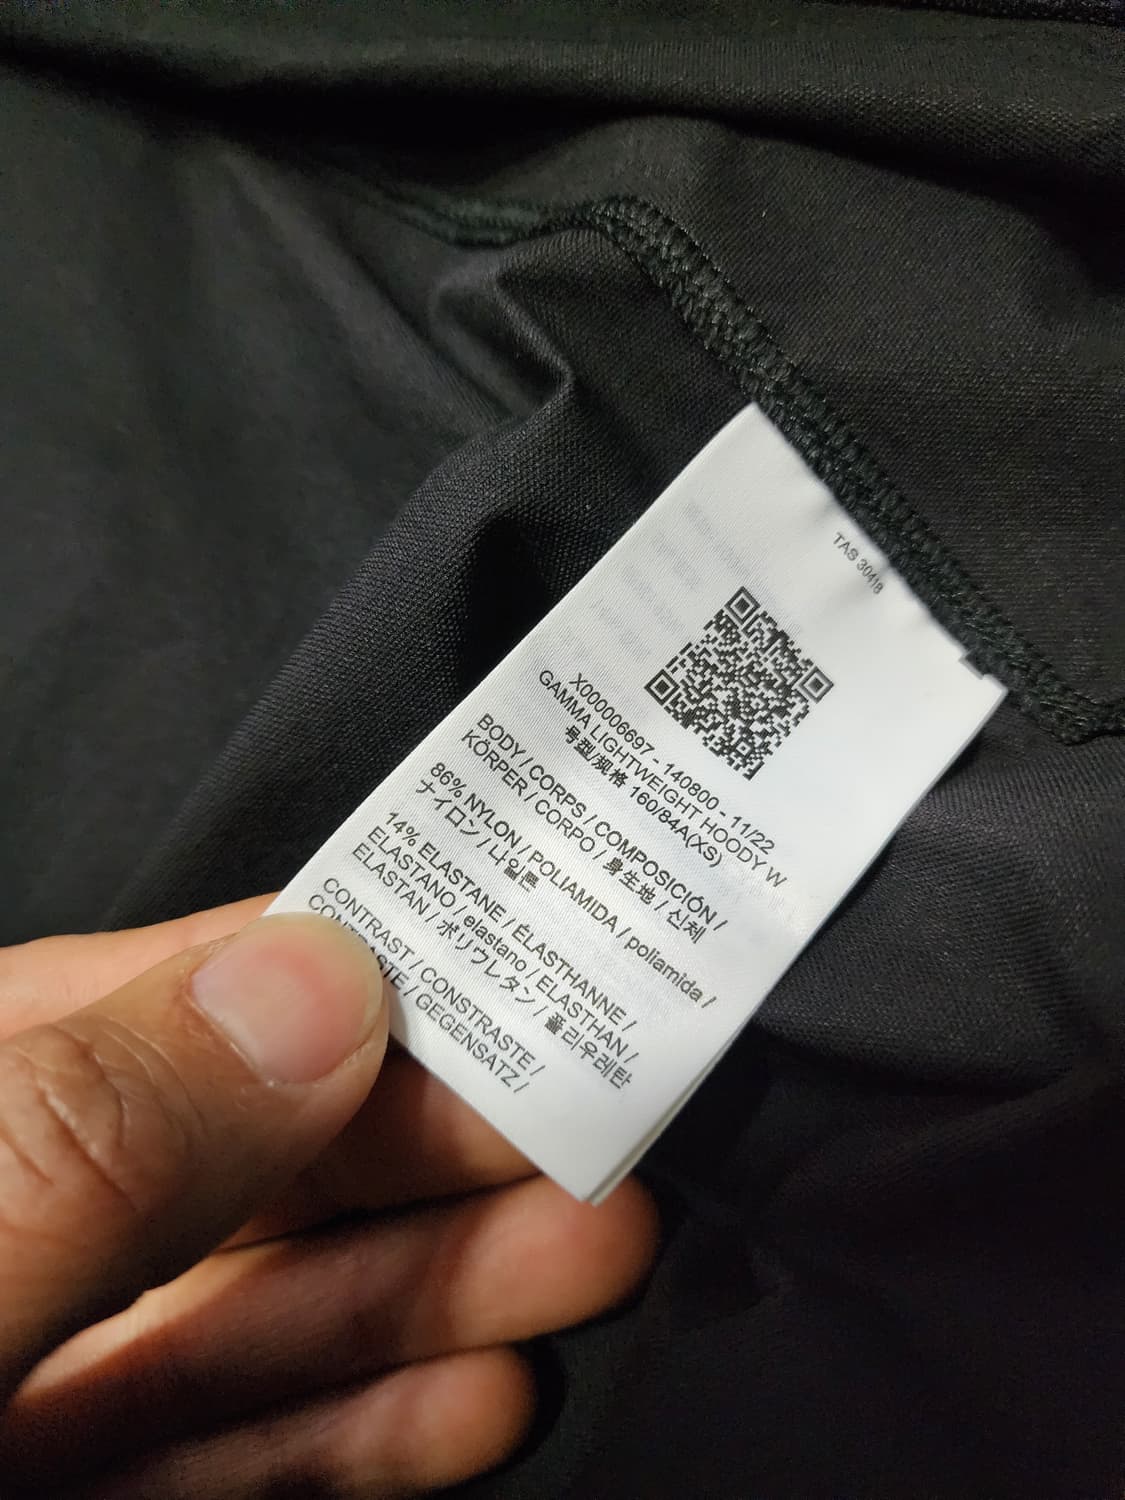 TAS 30418
X000006697 - 140800 - 11/22
GAMMA LIGHTWEIGHT HOODY W
号型/规格 160/84A(XS)
BODY / CORPS / COMPOSICIÓN /
KÖRPER / CORPO / 身生地 / 신체
86% NYLON / POLIAMIDA / poliamida /
ナイロン / 나일론
14% ELASTANE / ÉLASTHANNE /
ELASTANO / elastano / ELASTHAN /
ELASTAN / ポリウレタン / 폴리우레탄
CONTRAST / CONSTRASTE /
/ GEGENSATZ /